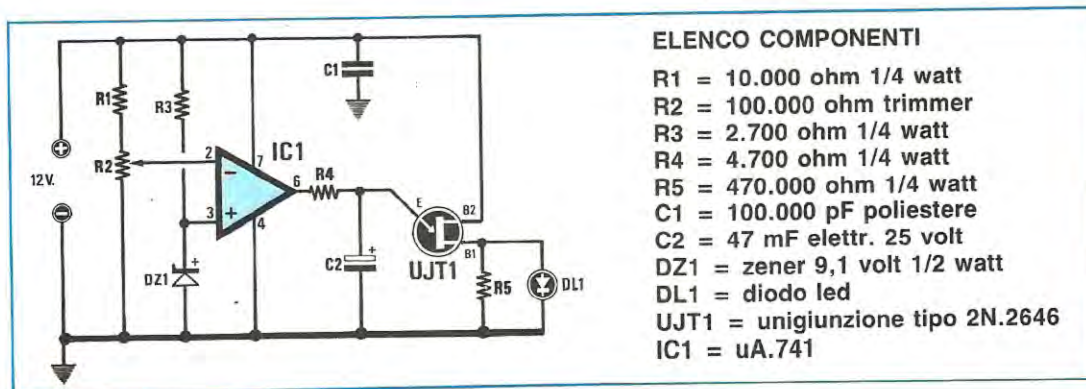 C1
R1
R3
IC1
2
7
R2
12V.
R4
6
3
4
E
B2
B1
DZ1
C2
UJT1
R5
DL1
+
+
-
+
ELENCO COMPONENTI
R1 = 10.000 ohm 1/4 watt
R2 = 100.000 ohm trimmer
R3 = 2.700 ohm 1/4 watt
R4 = 4.700 ohm 1/4 watt
R5 = 470.000 ohm 1/4 watt
C1 = 100.000 pF poliestere
C2 = 47 mF elettr. 25 volt
DZ1 = zener 9,1 volt 1/2 watt
DL1 = diodo led
UJT1 = unigiunzione tipo 2N.2646
IC1 = uA.741